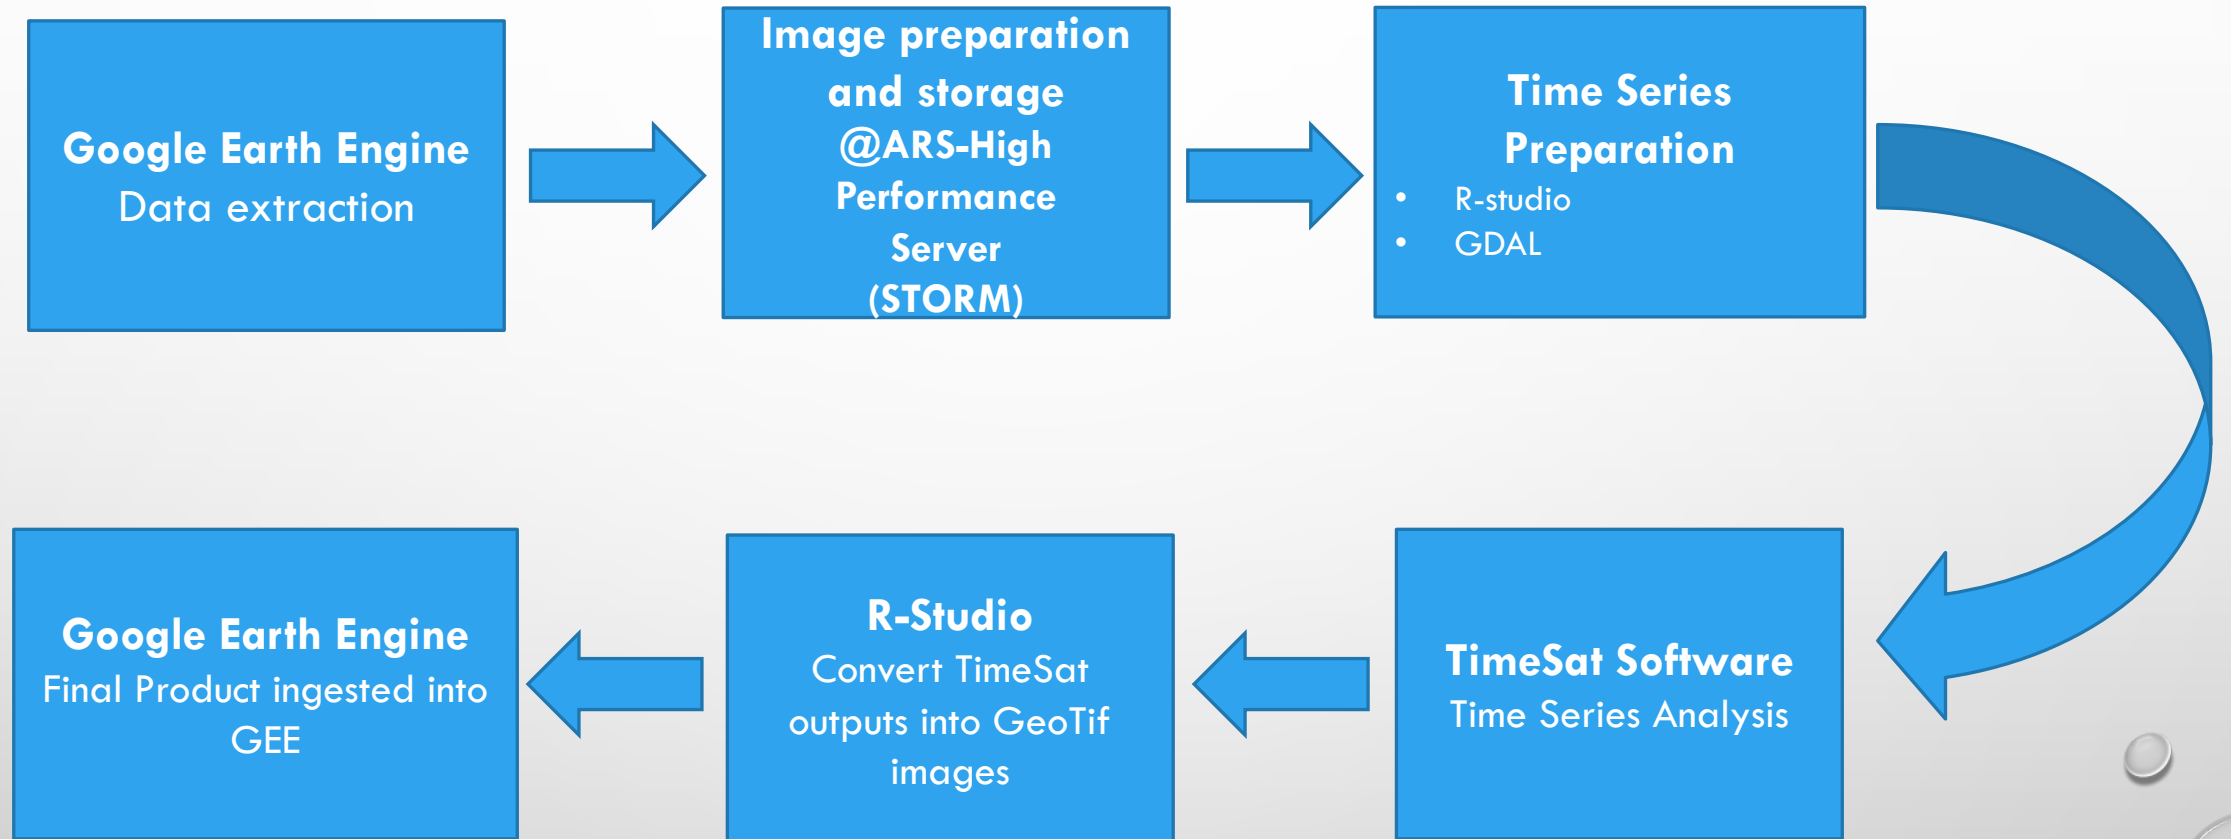 Google Earth Engine
Data extraction
Image preparation
and storage
@ARS-High
Performance
Server
(STORM)
Time Series
Preparation
• R-studio
• GDAL
TimeSat Software
Time Series Analysis
R-Studio
Convert TimeSat
outputs into GeoTif
images
Google Earth Engine
Final Product ingested into
GEE